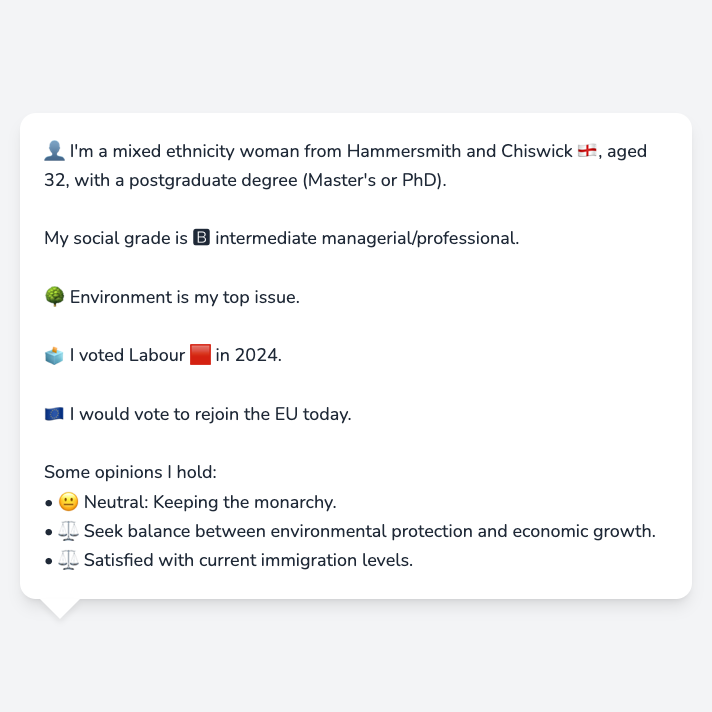 👤 I'm a mixed ethnicity woman from Hammersmith and Chiswick 🏴󠁧󠁢󠁥󠁮󠁧󠁿, aged
32, with a postgraduate degree (Master's or PhD).
My social grade is 🅱 intermediate managerial/professional.
🌳 Environment is my top issue.
🗳️ I voted Labour 🟥 in 2024.
🇪🇺 I would vote to rejoin the EU today.
Some opinions I hold:
• 😐 Neutral: Keeping the monarchy.
• ⚖️ Seek balance between environmental protection and economic growth.
• ⚖️ Satisfied with current immigration levels.